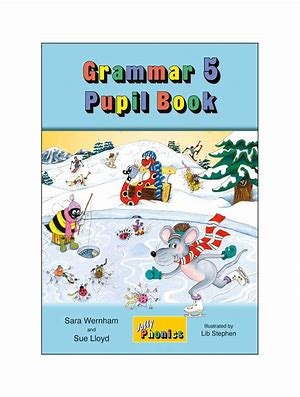 Grammar 5
Pupil Book
Sara Wernham
and
Sue Lloyd
Jolly
Phonics
Illustrated by
Lib Stephen